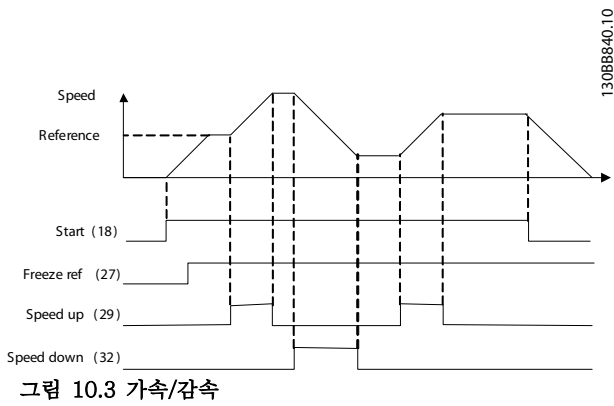 130BB840.10
Speed
Reference
Start (18)
Freeze ref (27)
Speed up (29)
Speed down (32)
그림 10.3 가속/감속